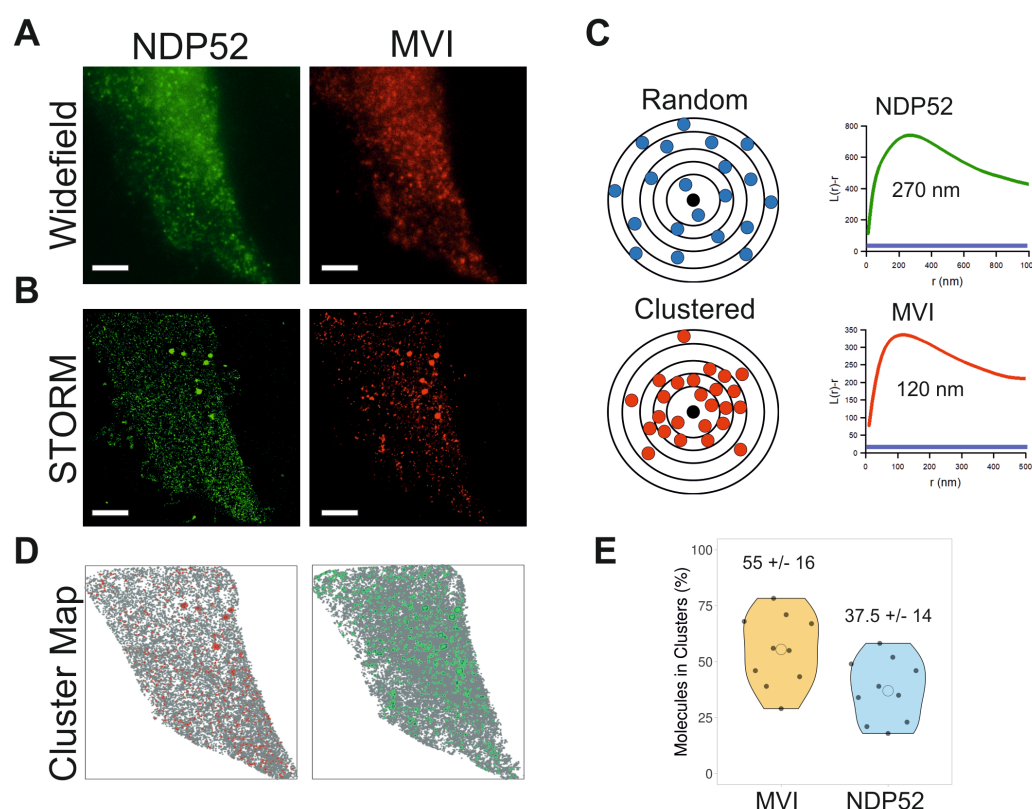 A
NDP52
MVI
Widefield
B
STORM
C
Random
NDP52
800
600
400
200
0
L(r)-r
270 nm
0 200 400 600 800 1000
r (nm)
Clustered
MVI
350
300
250
200
150
100
50
0
L(r)-r
120 nm
0 100 200 300 400 500
r (nm)
D
Cluster Map
E
Molecules in Clusters (%)
100
75
50
25
0
55 +/- 16
37.5 +/- 14
MVI
NDP52